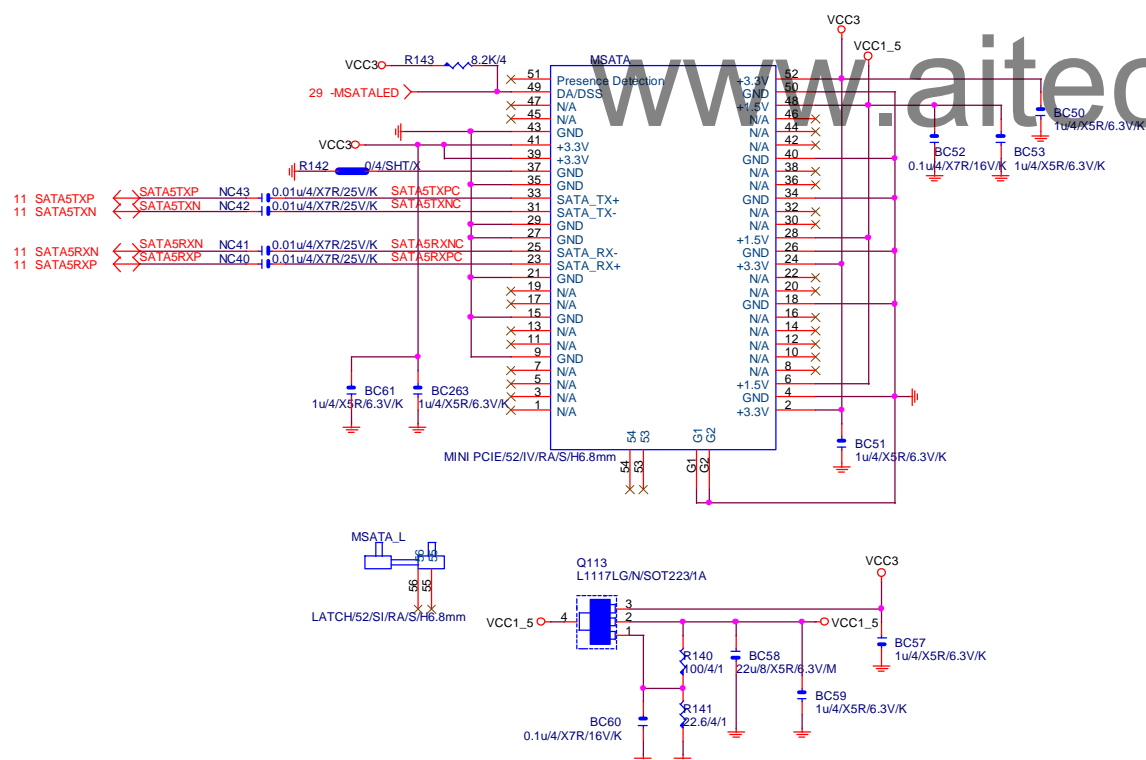 VCC3
VCC1_5
www.aitec
VCC3 R143 8.2K/4
MSATA
29 -MSATALED
51 Presence Detection
49 DA/DSS
47 N/A
45 N/A
43 GND
41 +3.3V
39 +3.3V
37 GND
35 GND
33 SATA_TX+
31 SATA_TX-
29 GND
27 GND
25 SATA_RX-
23 SATA_RX+
21 GND
19 N/A
17 N/A
15 GND
13 N/A
11 N/A
9 GND
7 N/A
5 N/A
3 N/A
1 N/A
+3.3V 52
GND 50
+1.5V 48
N/A 46
N/A 44
N/A 42
GND 40
N/A 38
N/A 36
GND 34
N/A 32
N/A 30
+1.5V 28
GND 26
+3.3V 24
N/A 22
N/A 20
GND 18
N/A 16
N/A 14
N/A 12
N/A 10
N/A 8
+1.5V 6
GND 4
+3.3V 2
VCC3
R142 0/4/SHT/X
11 SATA5TXP SATA5TXP NC43 0.01u/4/X7R/25V/K SATA5TXPC
11 SATA5TXN SATA5TXN NC42 0.01u/4/X7R/25V/K SATA5TXNC
11 SATA5RXN SATA5RXN NC41 0.01u/4/X7R/25V/K SATA5RXNC
11 SATA5RXP SATA5RXP NC40 0.01u/4/X7R/25V/K SATA5RXPC
BC50
1u/4/X5R/6.3V/K
BC52
0.1u/4/X7R/16V/K
BC53
1u/4/X5R/6.3V/K
BC61
1u/4/X5R/6.3V/K
BC263
1u/4/X5R/6.3V/K
BC51
1u/4/X5R/6.3V/K
54 53 G1 G2
MINI PCIE/52/IV/RA/S/H6.8mm
54 53 G1 G2
MSATA_L
56 55
56 55
LATCH/52/SI/RA/S/H6.8mm
Q113
L1117LG/N/SOT223/1A
VCC3
VCC1_5 4
3
2
1
VCC1_5
R140
100/4/1
BC58
22u/8/X5R/6.3V/M
BC57
1u/4/X5R/6.3V/K
BC59
1u/4/X5R/6.3V/K
R141
22.6/4/1
BC60
0.1u/4/X7R/16V/K